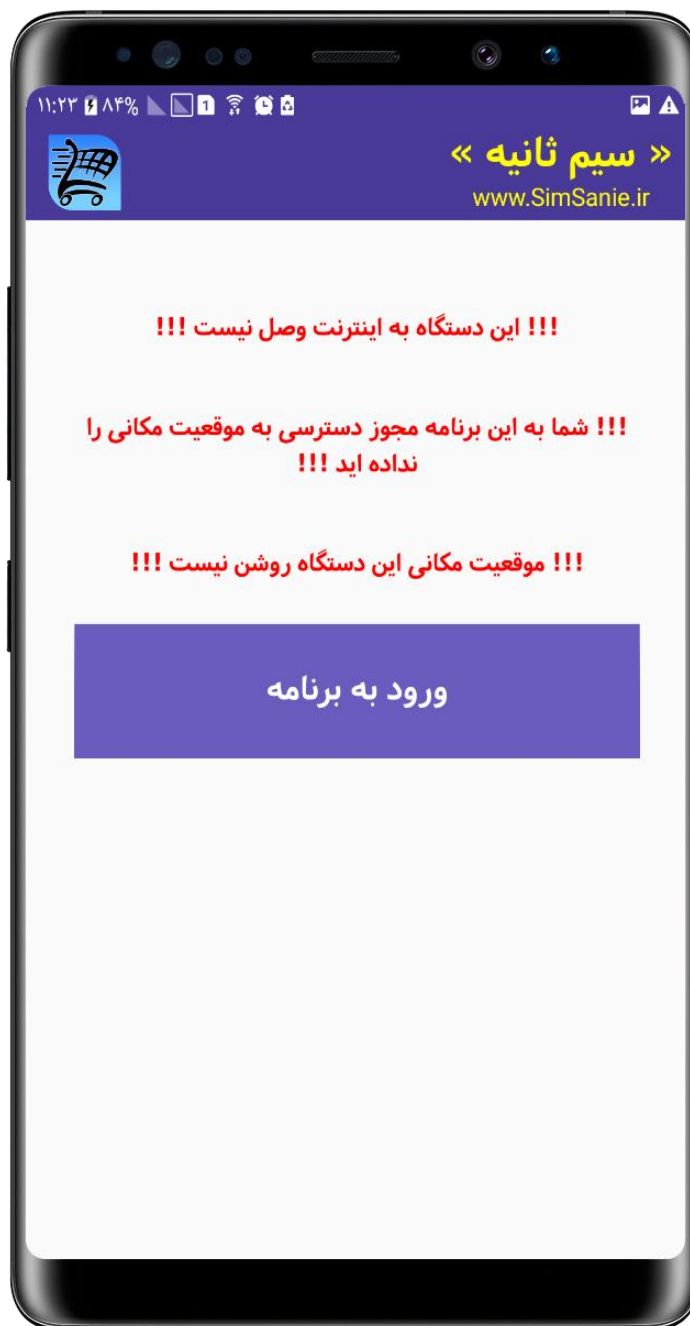 ۱۱:۲۳ ۸۴% 1
« سیم ثانیه »
www.SimSanie.ir
!!! این دستگاه به اینترنت وصل نیست !!!
!!! شما به این برنامه مجوز دسترسی به موقعیت مکانی را
نداده اید !!!
!!! موقعیت مکانی این دستگاه روشن نیست !!!
ورود به برنامه